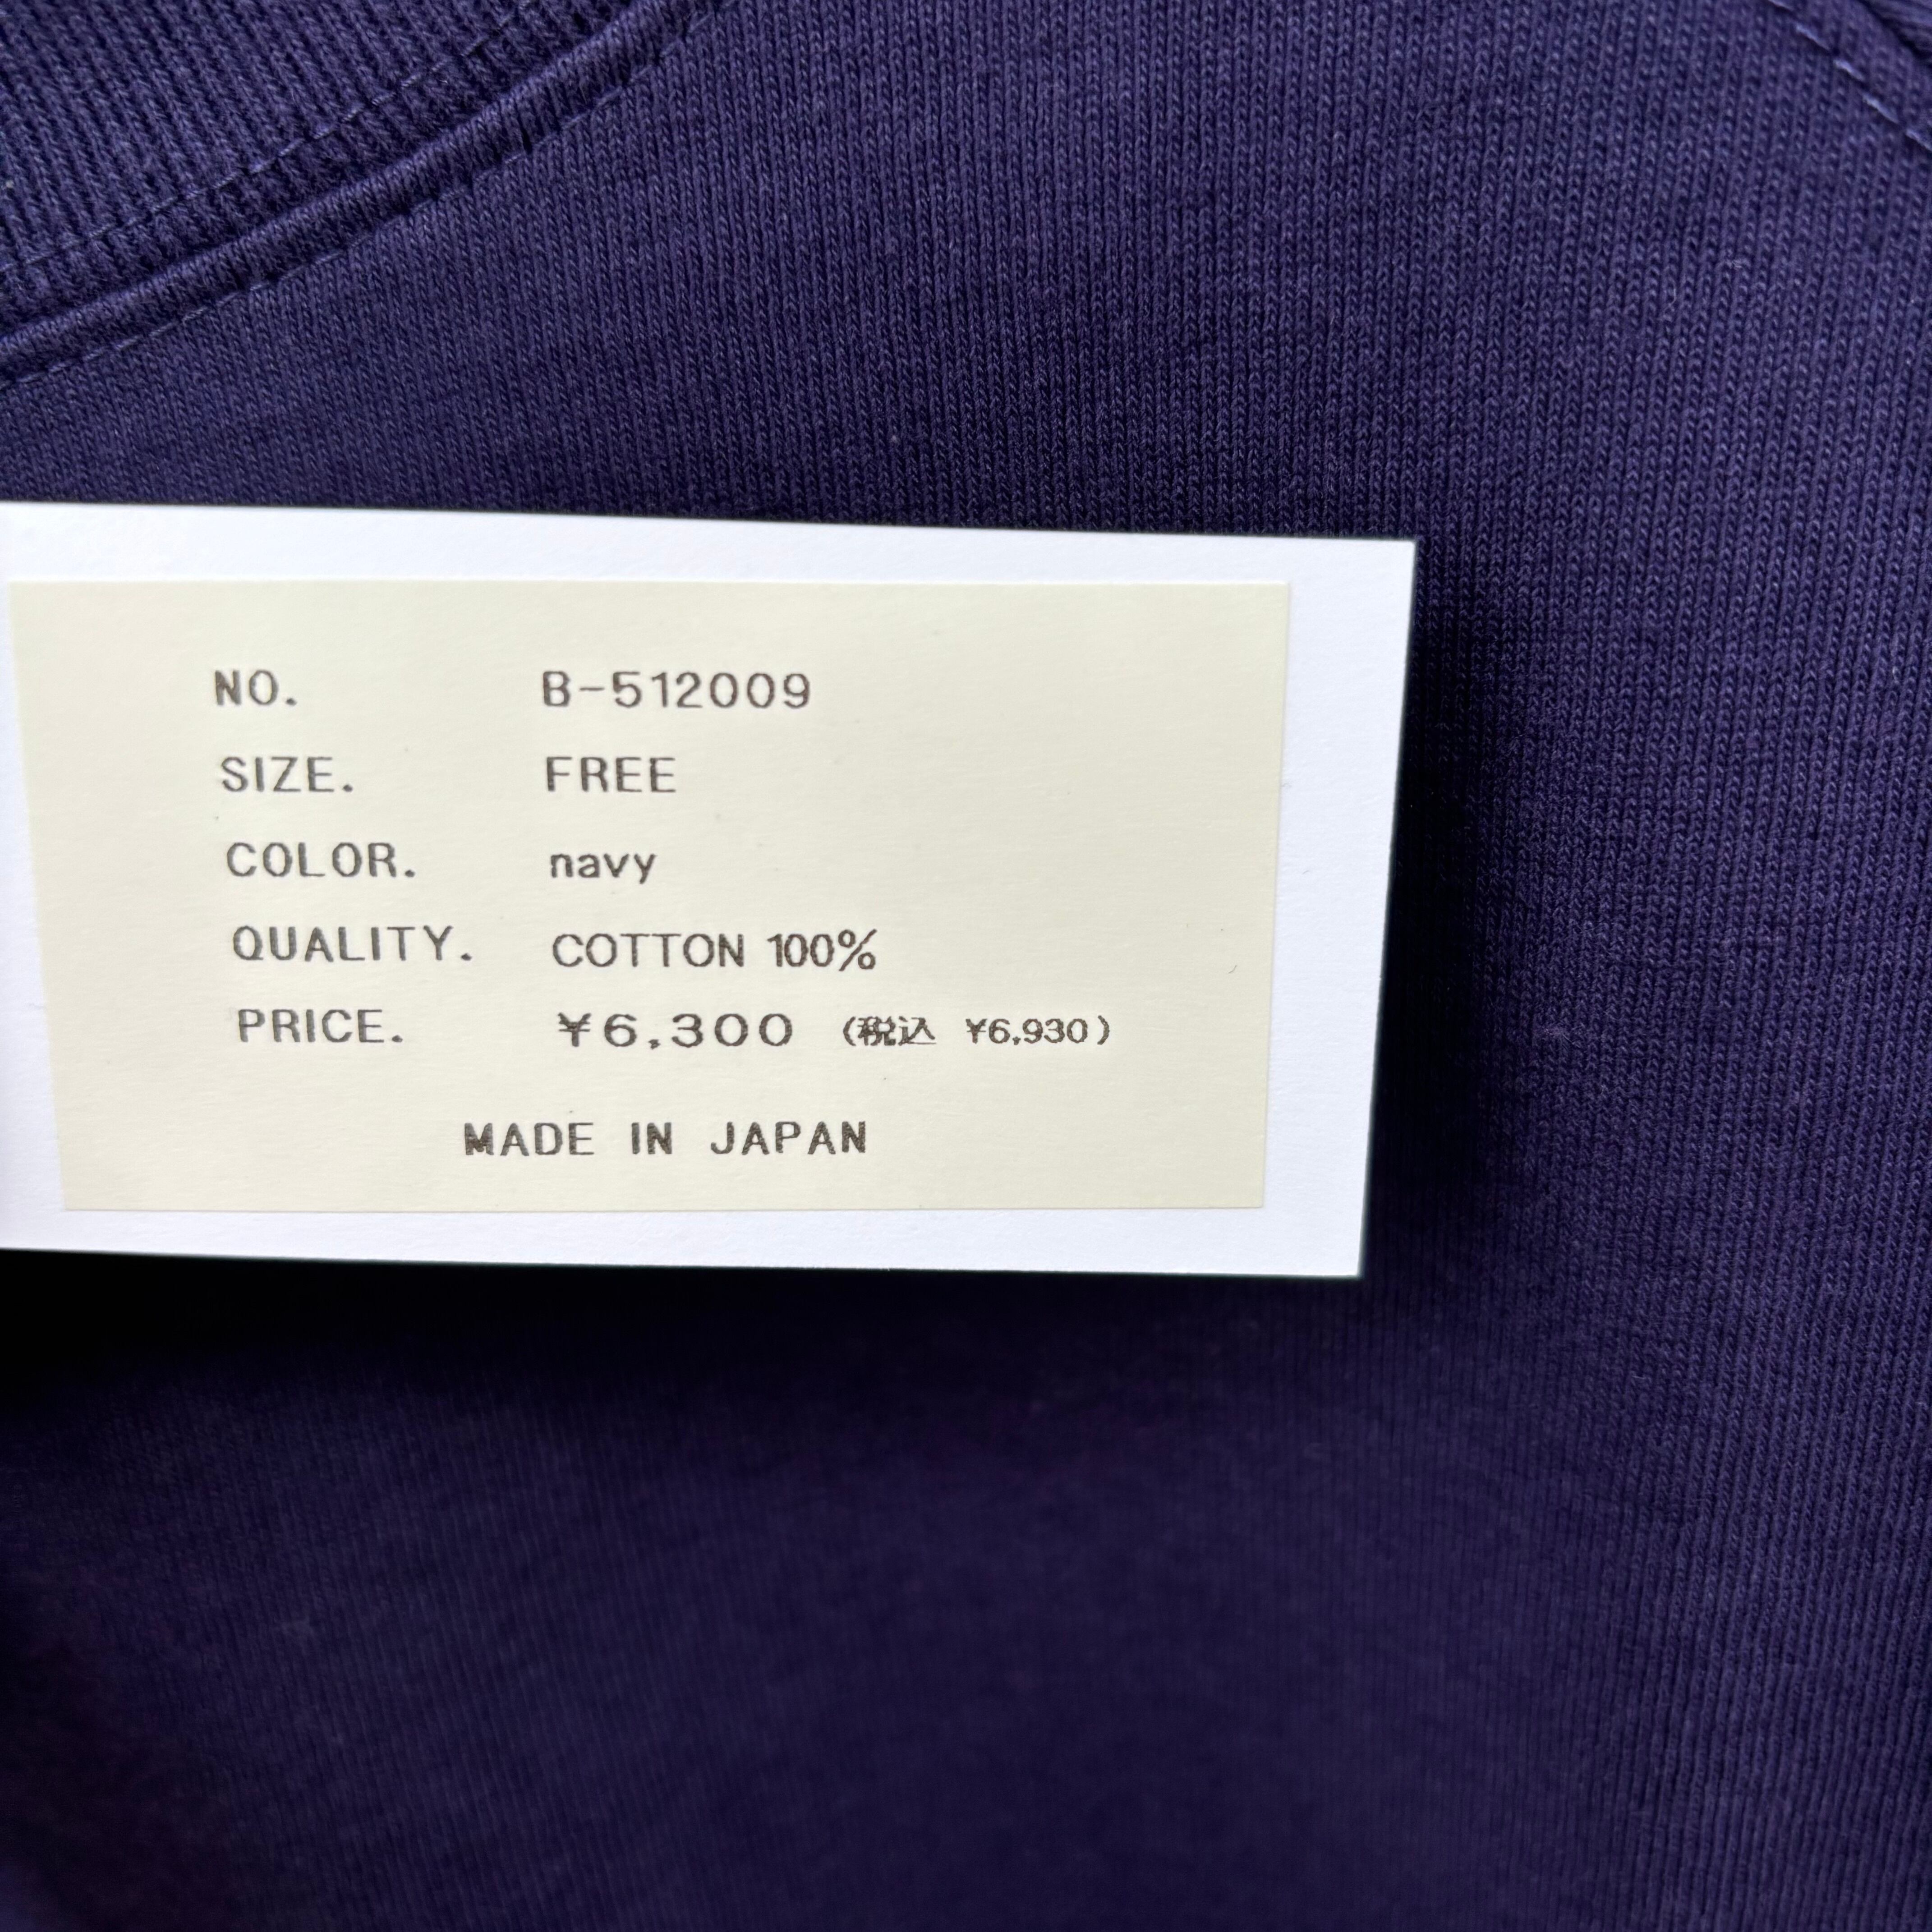 NO. B-512009
SIZE. FREE
COLOR. navy
QUALITY. COTTON 100%
PRICE. ¥6,300 (税込 ¥6,930)
MADE IN JAPAN